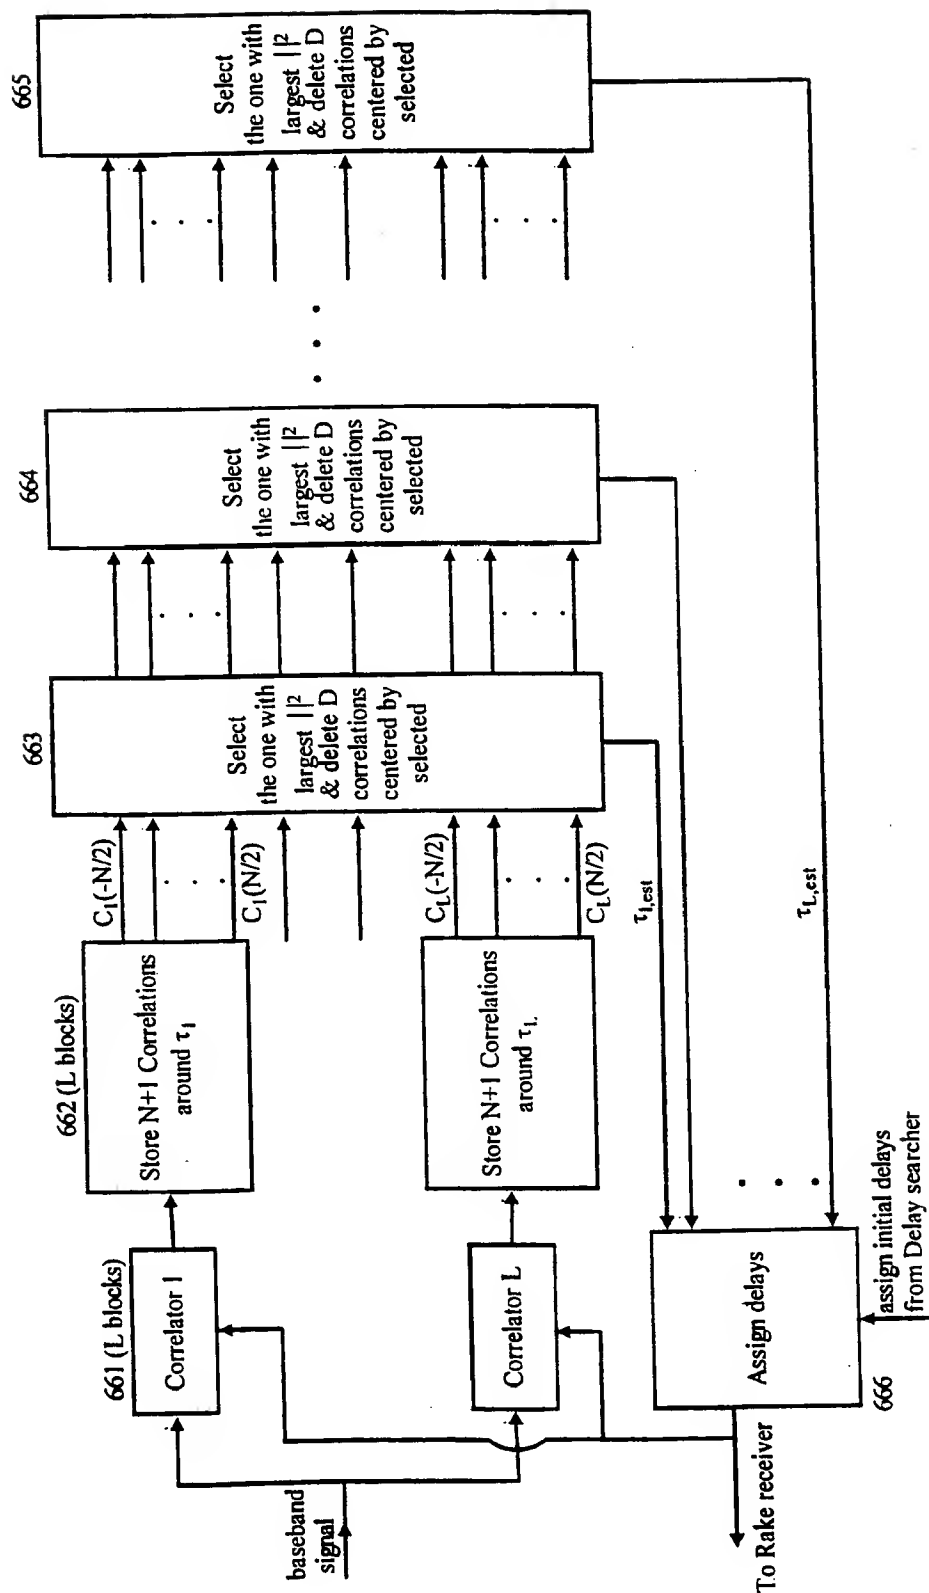 baseband
signal
661 (L blocks)
Correlator 1
Correlator L
662 (L blocks)
Store N+1 Correlations
around τ1
Store N+1 Correlations
around τL
C1(-N/2)
C1(N/2)
CL(-N/2)
CL(N/2)
663
Select
the one with
largest ||²
& delete D
correlations
centered by
selected
664
Select
the one with
largest ||²
& delete D
correlations
centered by
selected
665
Select
the one with
largest ||²
& delete D
correlations
centered by
selected
τ1,est
τL,est
Assign delays
666
assign initial delays
from Delay searcher
To Rake receiver